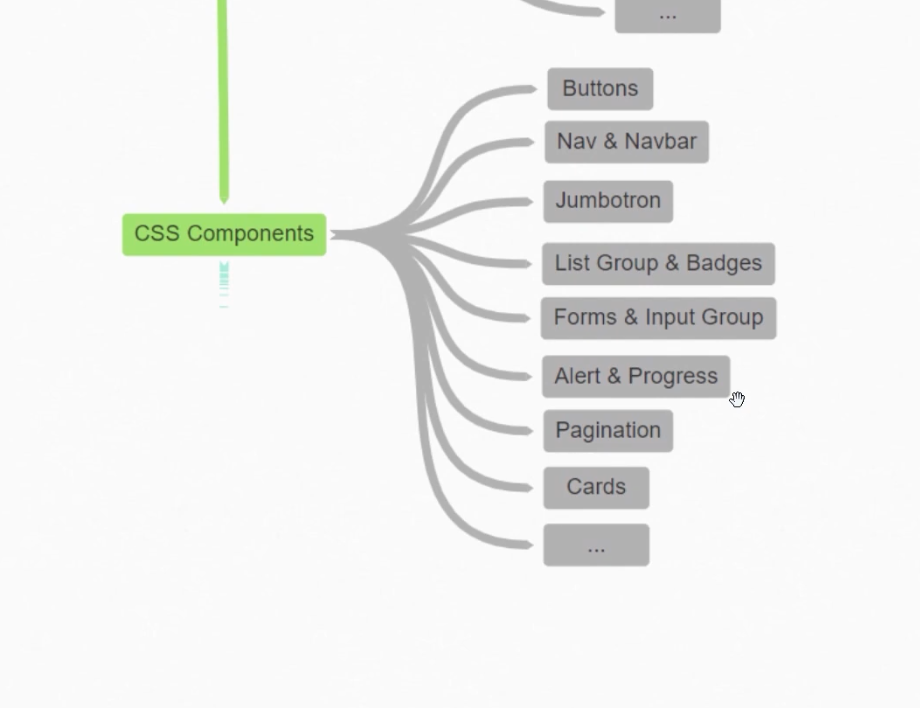 ...
Buttons
Nav & Navbar
Jumbotron
CSS Components
List Group & Badges
Forms & Input Group
Alert & Progress
Pagination
Cards
...